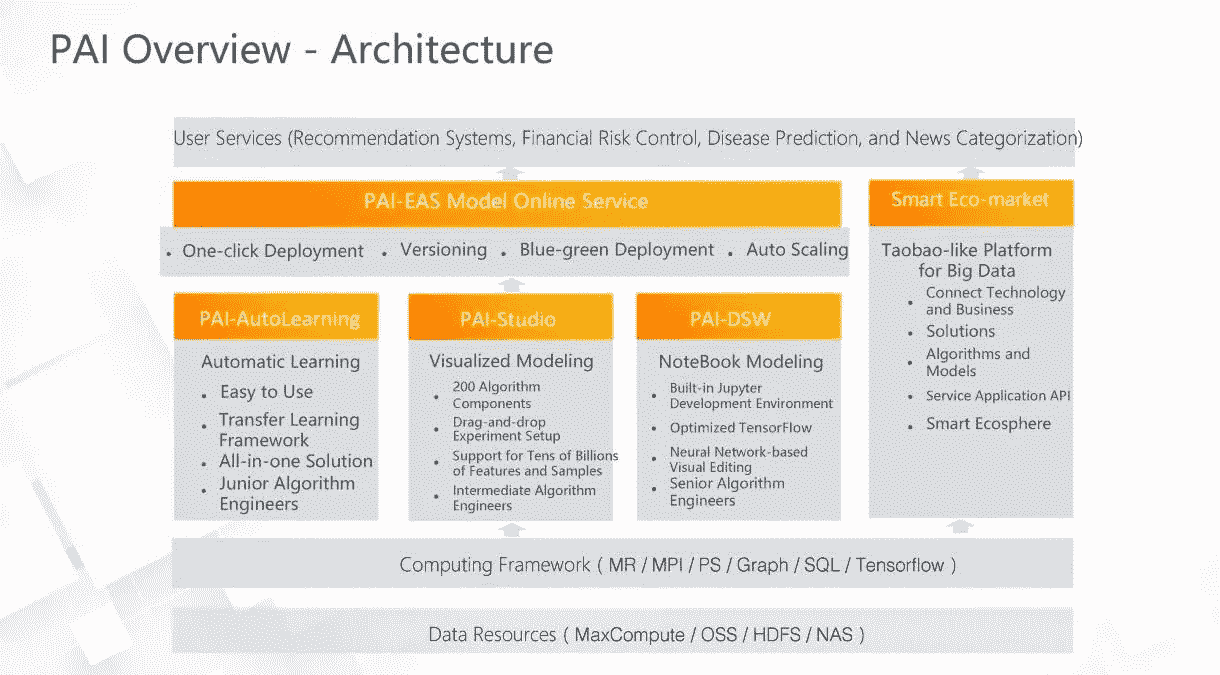 PAI Overview - Architecture
User Services (Recommendation Systems, Financial Risk Control, Disease Prediction, and News Categorization)
PAI-EAS Model Online Service
• One-click Deployment • Versioning • Blue-green Deployment • Auto Scaling
PAI-AutoLearning
Automatic Learning
• Easy to Use
• Transfer Learning
Framework
• All-in-one Solution
• Junior Algorithm
Engineers
PAI-Studio
Visualized Modeling
• 200 Algorithm
Components
• Drag-and-drop
Experiment Setup
• Support for Tens of Billions
of Features and Samples
• Intermediate Algorithm
Engineers
PAI-DSW
NoteBook Modeling
• Built-in Jupyter
Development Environment
• Optimized TensorFlow
• Neural Network-based
Visual Editing
• Senior Algorithm
Engineers
Smart Eco-market
Taobao-like Platform
for Big Data
• Connect Technology
and Business
• Solutions
• Algorithms and
Models
• Service Application API
• Smart Ecosphere
Computing Framework ( MR / MPI / PS / Graph / SQL / Tensorflow )
Data Resources ( MaxCompute / OSS / HDFS / NAS )